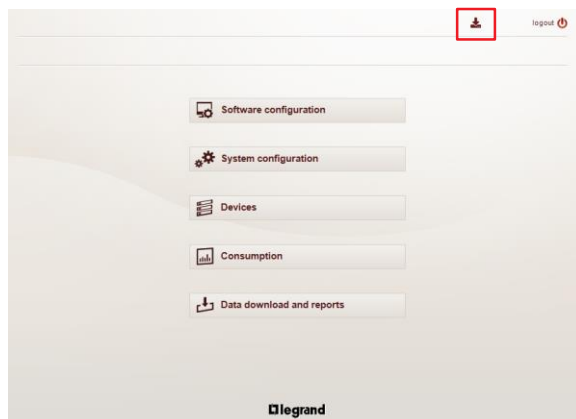 logout
Software configuration
System configuration
Devices
Consumption
Data download and reports
legrand